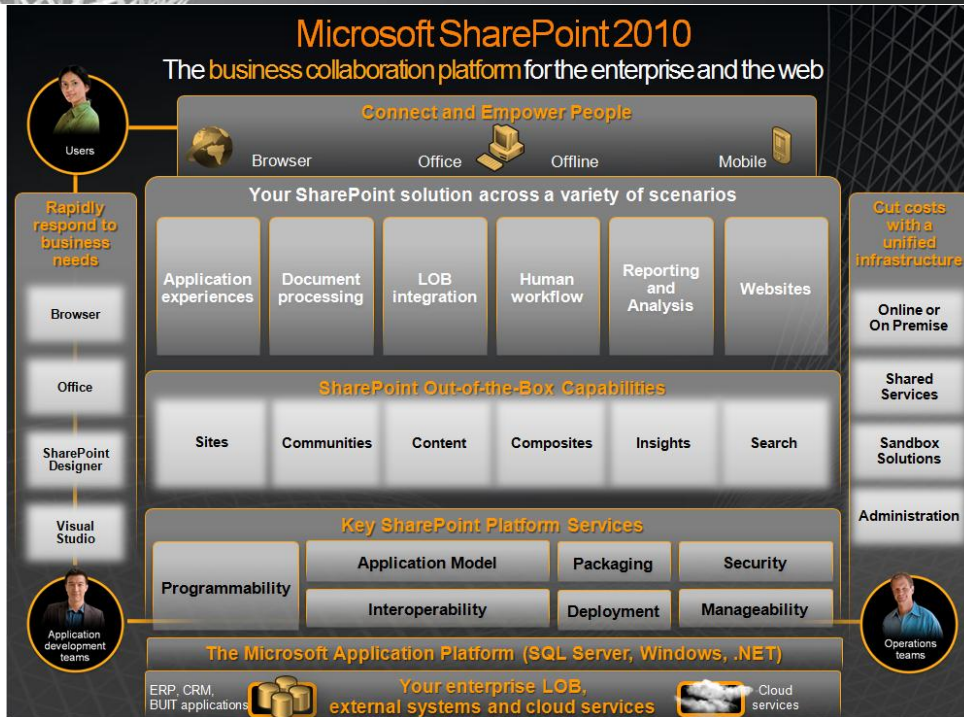 Microsoft SharePoint 2010
The business collaboration platform for the enterprise and the web
Users
Connect and Empower People
Browser
Office
Offline
Mobile
Rapidly
respond to
business
needs
Browser
Office
SharePoint
Designer
Visual
Studio
Application
development
teams
Your SharePoint solution across a variety of scenarios
Application
experiences
Document
processing
LOB
integration
Human
workflow
Reporting
and
Analysis
Websites
SharePoint Out-of-the-Box Capabilities
Sites
Communities
Content
Composites
Insights
Search
Key SharePoint Platform Services
Programmability
Application Model
Packaging
Security
Interoperability
Deployment
Manageability
The Microsoft Application Platform (SQL Server, Windows, .NET)
ERP, CRM,
BUIT applications
Your enterprise LOB,
external systems and cloud services
Cloud
services
Cut costs
with a
unified
infrastructure
Online or
On Premise
Shared
Services
Sandbox
Solutions
Administration
Operations
teams